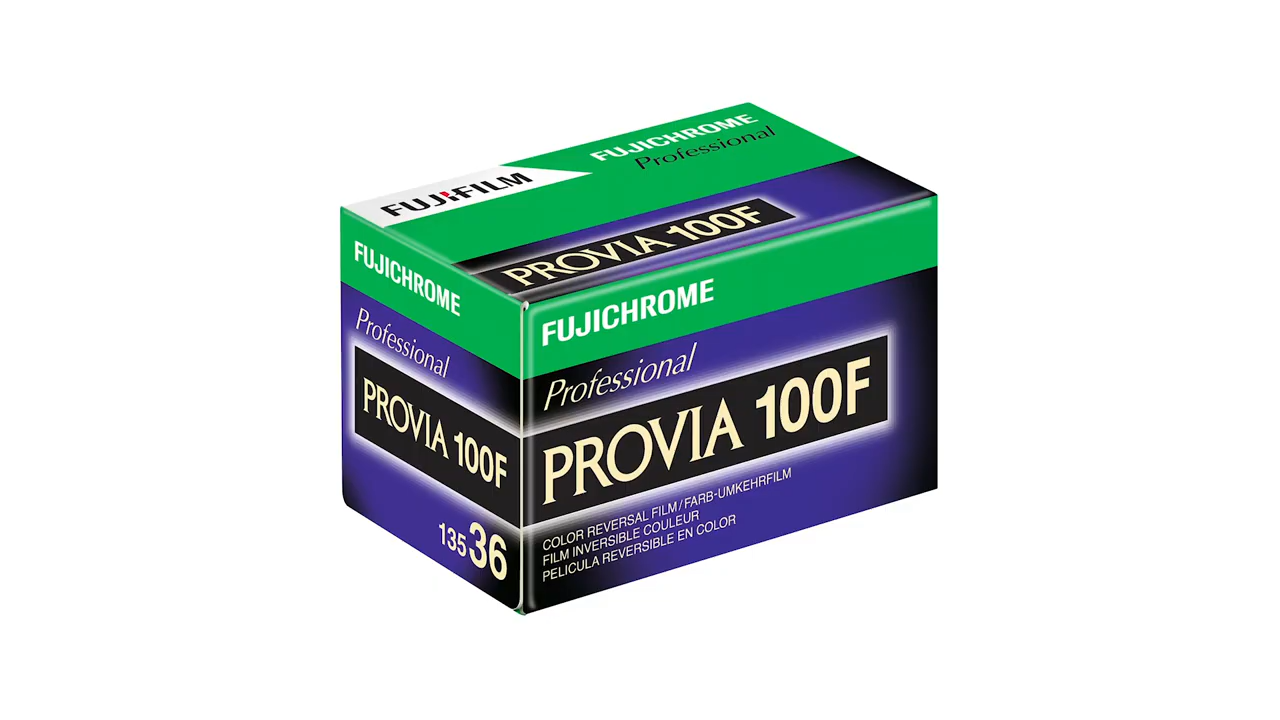 FUJIFILM
FUJICHROME
Professional
PROVIA 100F
FUJICHROME
Professional
PROVIA 100F
135 36
FUJICHROME
Professional
PROVIA 100F
COLOR REVERSAL FILM/FARB-UMKEHRFILM
FILM INVERSIBLE COULEUR
PELICULA REVERSIBLE EN COLOR